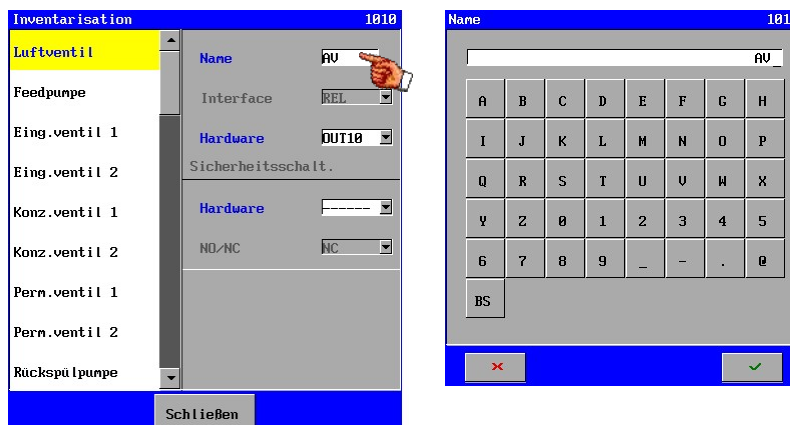 Inventarisation 1010
Luftventil
Feedpumpe
Eing.ventil 1
Eing.ventil 2
Konz.ventil 1
Konz.ventil 2
Perm.ventil 1
Perm.ventil 2
Rückspülpumpe
Name AV
Interface REL
Hardware OUT10
Sicherheitsschalt.
Hardware ------
NO/NC NC
Schließen
Name 101
AV_
A B C D E F G H
I J K L M N O P
Q R S T U V W X
Y Z 0 1 2 3 4 5
6 7 8 9 _ - . @
BS